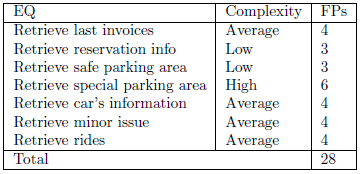 EQ Complexity FPs
Retrieve last invoices Average 4
Retrieve reservation info Low 3
Retrieve safe parking area Low 3
Retrieve special parking area High 6
Retrieve car's information Average 4
Retrieve minor issue Average 4
Retrieve rides Average 4
Total 28